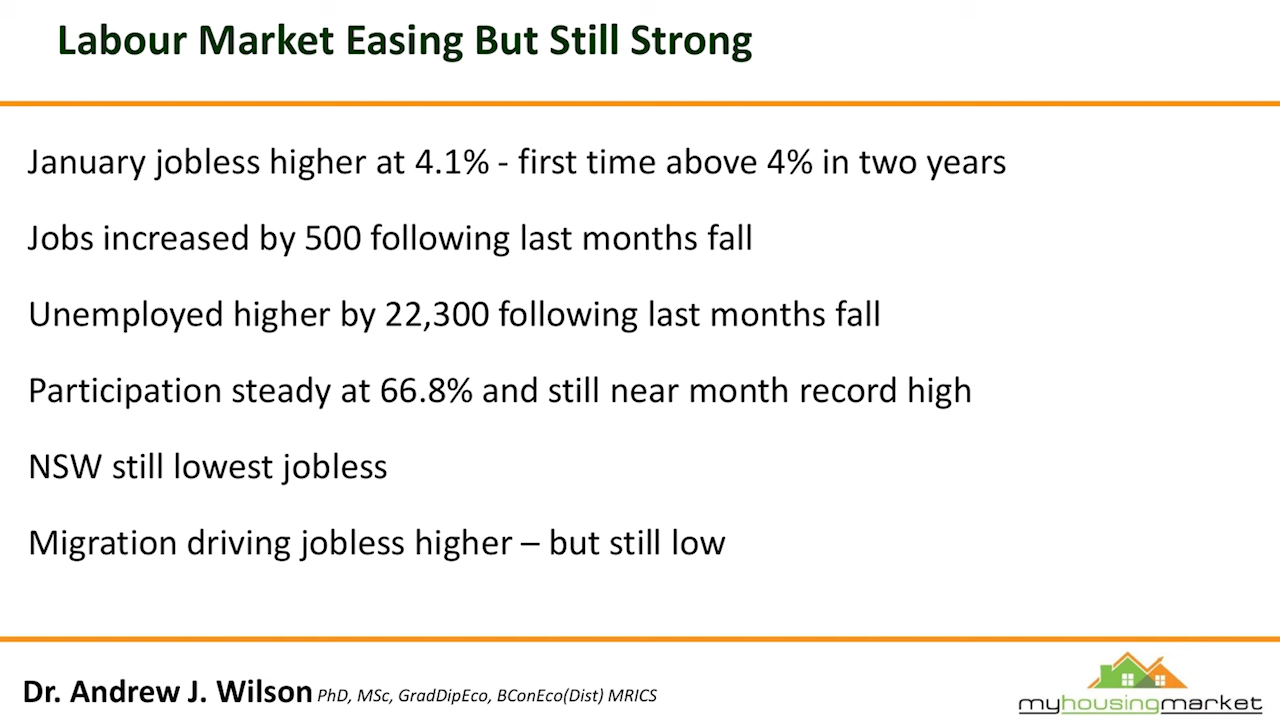 Labour Market Easing But Still Strong
January jobless higher at 4.1% - first time above 4% in two years
Jobs increased by 500 following last months fall
Unemployed higher by 22,300 following last months fall
Participation steady at 66.8% and still near month record high
NSW still lowest jobless
Migration driving jobless higher – but still low
Dr. Andrew J. Wilson PhD, MSc, GradDipEco, BConEco(Dist) MRICS
myhousingmarket